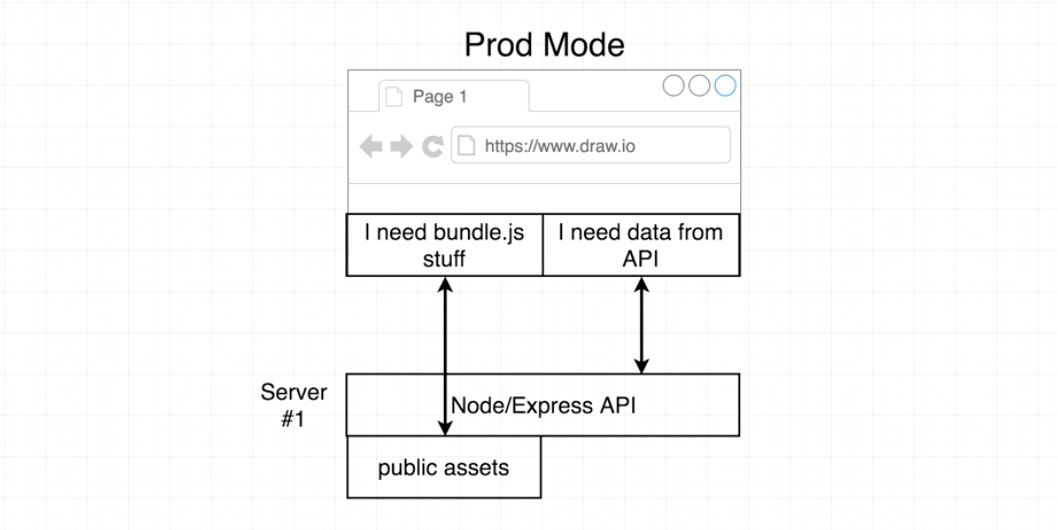 Prod Mode
Page 1
https://www.draw.io
I need bundle.js
stuff
I need data from
API
Server
#1
Node/Express API
public assets